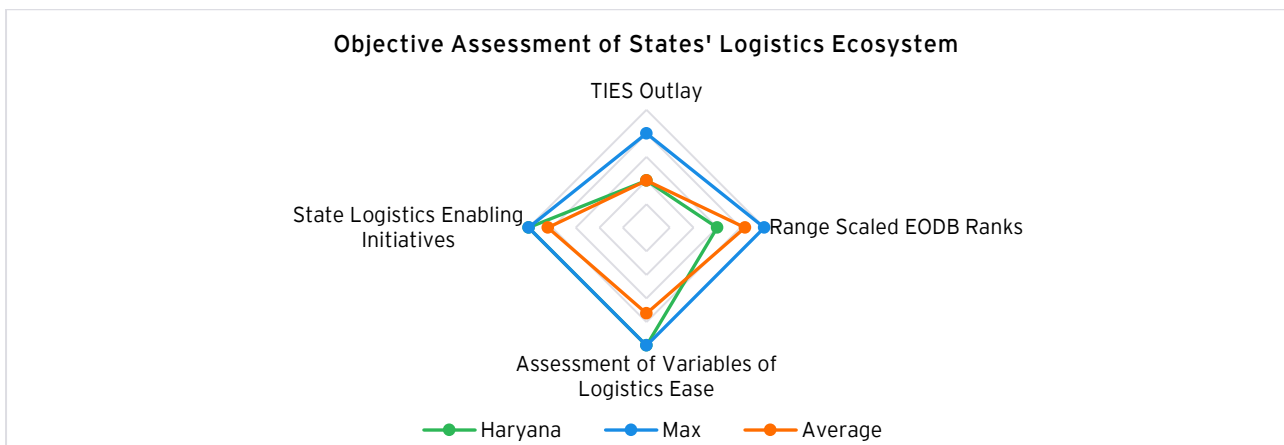 Objective Assessment of States' Logistics Ecosystem
TIES Outlay
State Logistics Enabling
Initiatives
Range Scaled EODB Ranks
Assessment of Variables of
Logistics Ease
Haryana
Max
Average